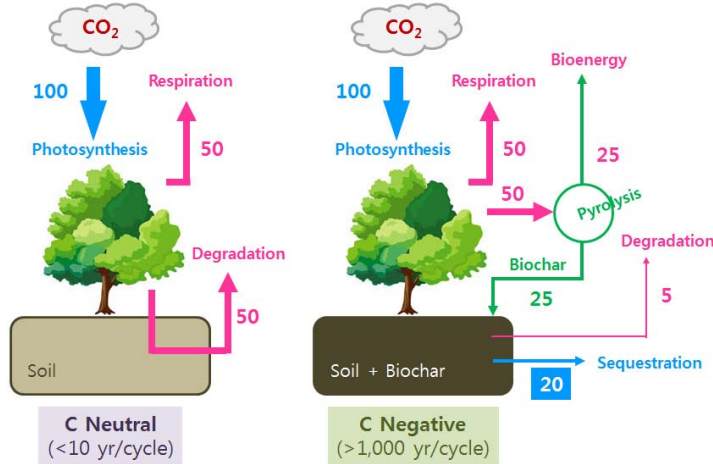 CO2
100
Respiration
Photosynthesis
50
Degradation
50
Soil
C Neutral
(<10 yr/cycle)
CO2
100
Respiration
Bioenergy
Photosynthesis
50
25
50
Pyrolysis
Degradation
Biochar
25
5
Soil + Biochar
Sequestration
20
C Negative
(>1,000 yr/cycle)